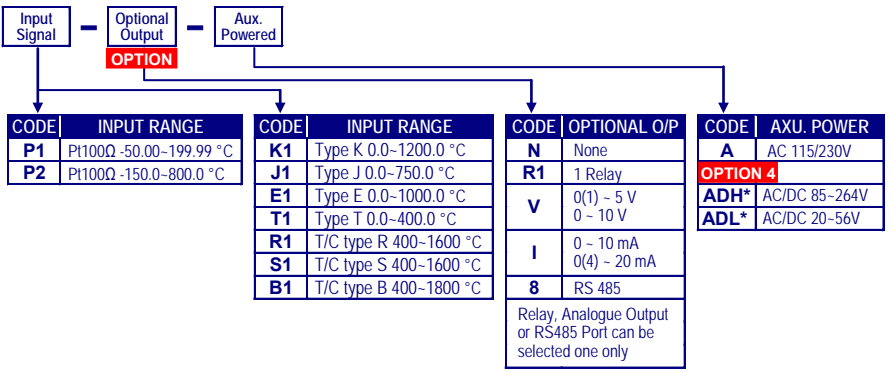 Input Signal - Optional Output - Aux. Powered
OPTION
CODE INPUT RANGE
P1 Pt100Ω -50.00~199.99 °C
P2 Pt100Ω -150.0~800.0 °C
CODE INPUT RANGE
K1 Type K 0.0~1200.0 °C
J1 Type J 0.0~750.0 °C
E1 Type E 0.0~1000.0 °C
T1 Type T 0.0~400.0 °C
R1 T/C type R 400~1600 °C
S1 T/C type S 400~1600 °C
B1 T/C type B 400~1800 °C
CODE OPTIONAL O/P
N None
R1 1 Relay
V 0(1) ~ 5 V
0 ~ 10 V
I 0 ~ 10 mA
0(4) ~ 20 mA
8 RS 485
Relay, Analogue Output
or RS485 Port can be
selected one only
CODE AXU. POWER
A AC 115/230V
OPTION 4
ADH* AC/DC 85~264V
ADL* AC/DC 20~56V